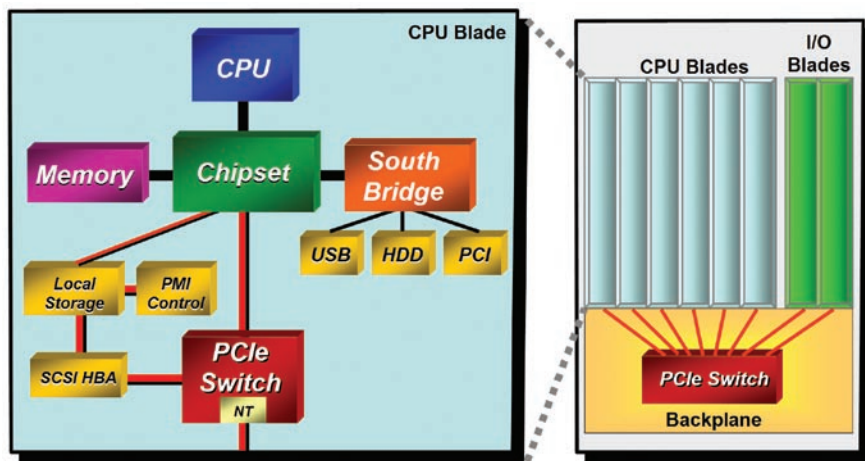 CPU Blade
CPU
Memory
Chipset
South
Bridge
USB
HDD
PCI
Local
Storage
PMI
Control
SCSI HBA
PCIe
Switch
NT
CPU Blades
I/O
Blades
PCIe Switch
Backplane